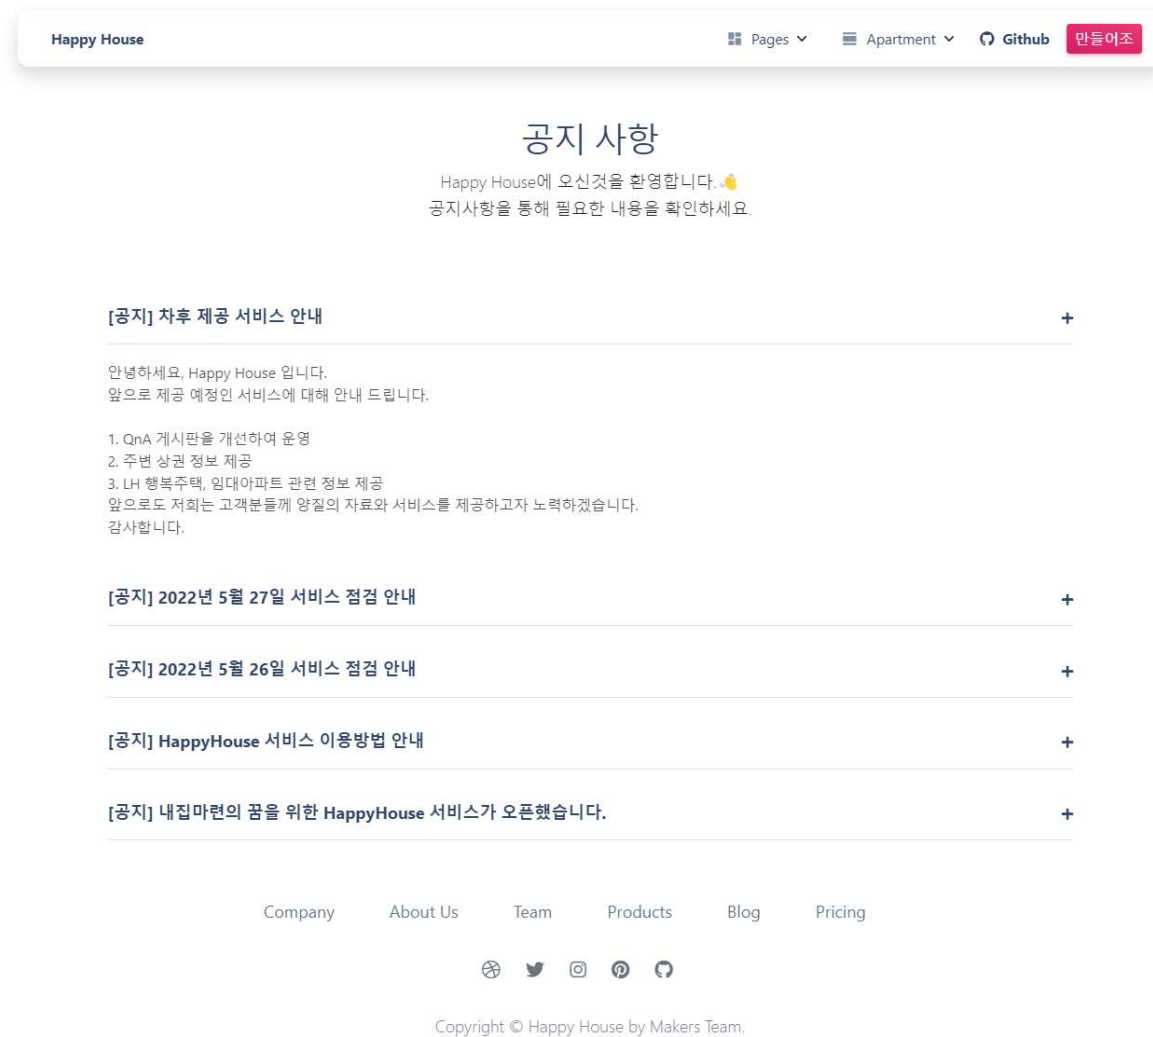 Happy House
Pages
Apartment
Github
만들어조
공지 사항
Happy House에 오신것을 환영합니다.👋
공지사항을 통해 필요한 내용을 확인하세요.
[공지] 차후 제공 서비스 안내
안녕하세요, Happy House 입니다.
앞으로 제공 예정인 서비스에 대해 안내 드립니다.
1. QnA 게시판을 개선하여 운영
2. 주변 상권 정보 제공
3. LH 행복주택, 임대아파트 관련 정보 제공
앞으로도 저희는 고객분들께 양질의 자료와 서비스를 제공하고자 노력하겠습니다.
감사합니다.
[공지] 2022년 5월 27일 서비스 점검 안내
[공지] 2022년 5월 26일 서비스 점검 안내
[공지] HappyHouse 서비스 이용방법 안내
[공지] 내집마련의 꿈을 위한 HappyHouse 서비스가 오픈했습니다.
Company
About Us
Team
Products
Blog
Pricing
Copyright © Happy House by Makers Team.